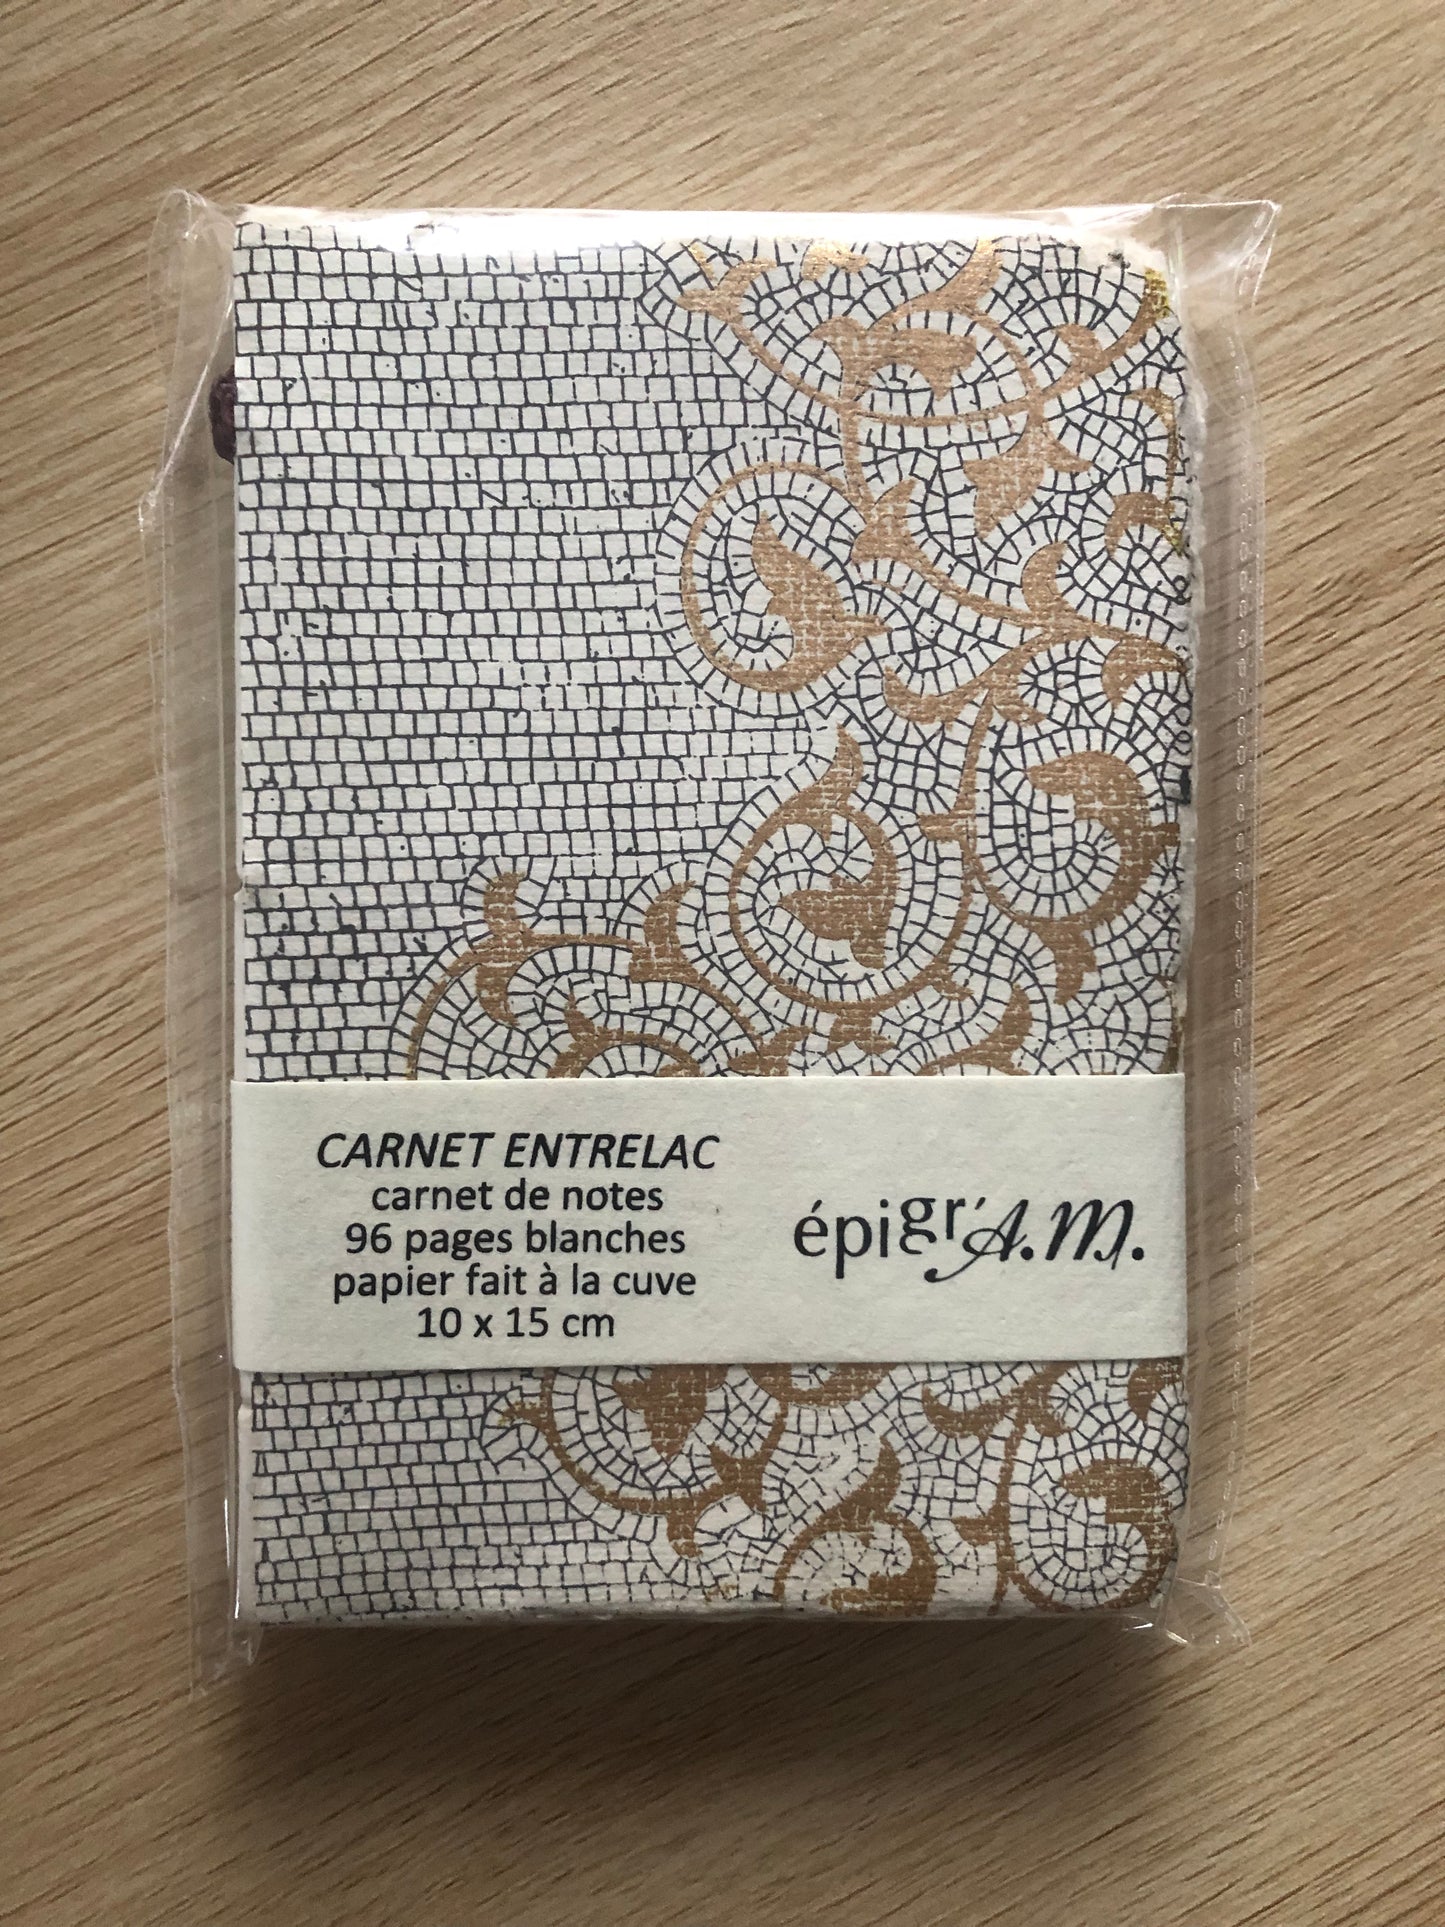 CARNET ENTRELAC
carnet de notes
96 pages blanches
papier fait à la cuve
10 x 15 cm
épigr'A.M.